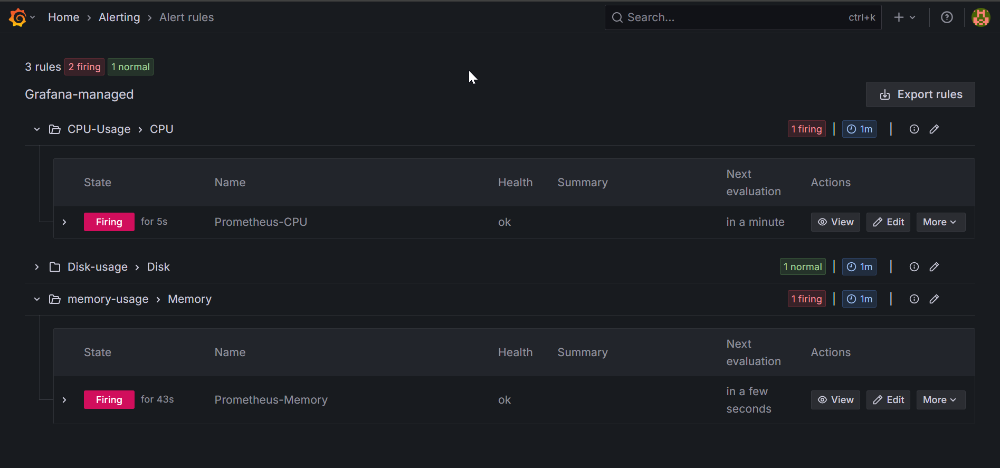 Home › Alerting › Alert rules
Search... ctrl+k
3 rules 2 firing 1 normal
Grafana-managed
Export rules
CPU-Usage › CPU 1 firing | 1m |
State Name Health Summary Next evaluation Actions
Firing for 5s Prometheus-CPU ok in a minute View Edit More
Disk-usage › Disk 1 normal | 1m |
memory-usage › Memory 1 firing | 1m |
State Name Health Summary Next evaluation Actions
Firing for 43s Prometheus-Memory ok in a few seconds View Edit More